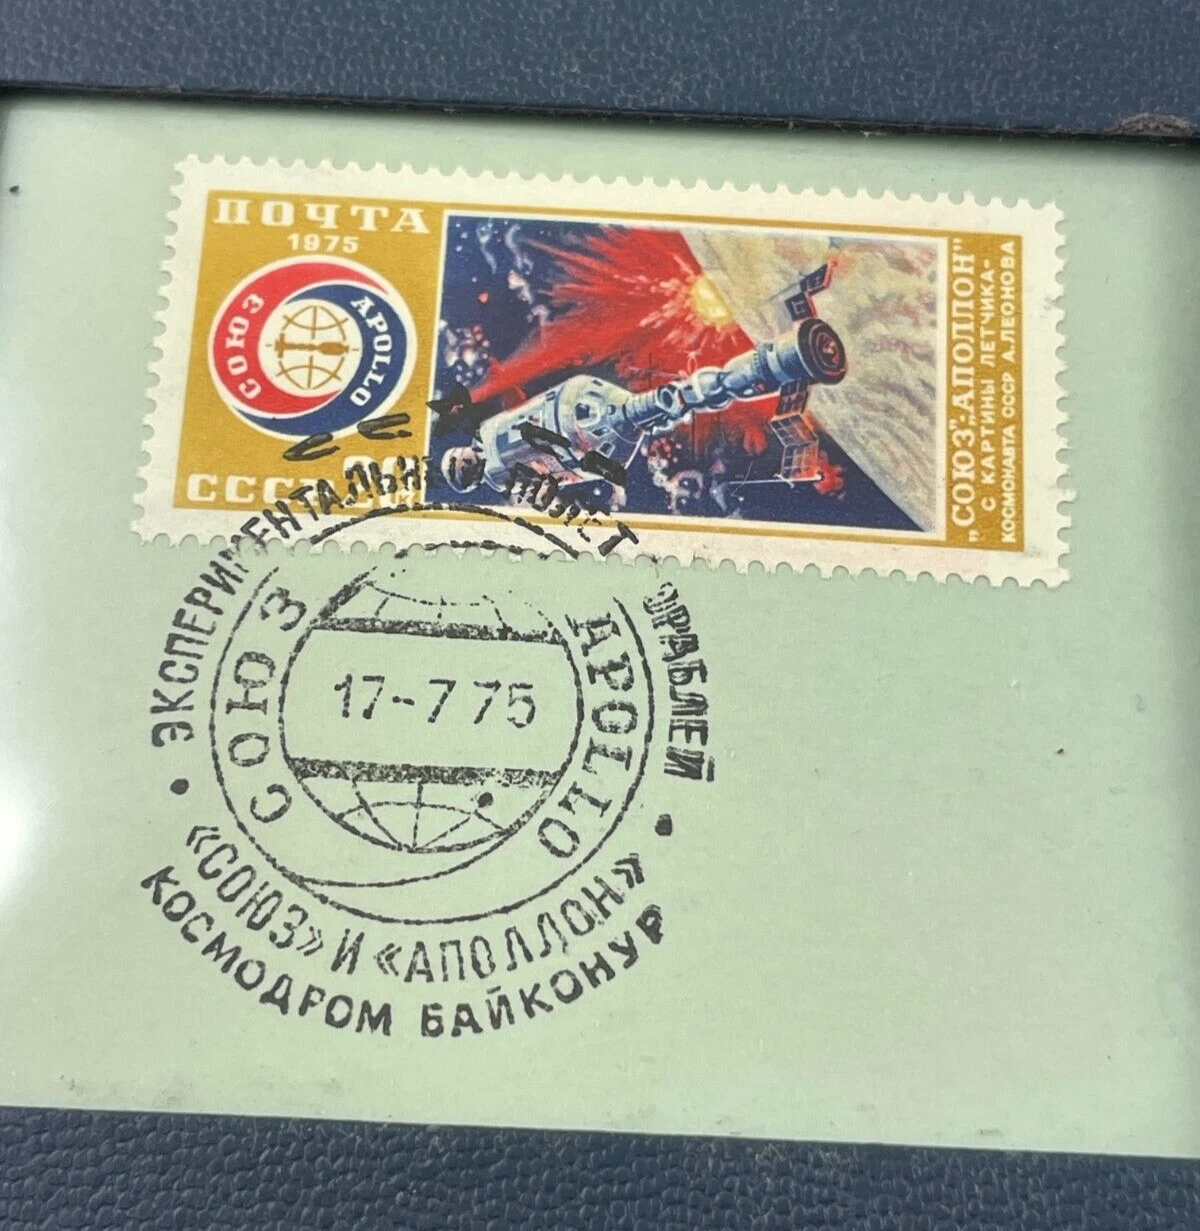 ПОЧТА
1975
СОЮЗ
APOLLO
СССР
„СОЮЗ”-„АПОЛЛОН”
С КАРТИНЫ ЛЕТЧИКА-
КОСМОНАВТА СССР А.ЛЕОНОВА
ЭКСПЕРИМЕНТАЛЬНЫЙ ПОЛЕТ КОРАБЛЕЙ
СОЮЗ
APOLLO
17-7 75
«СОЮЗ» И «АПОЛЛОН»
КОСМОДРОМ БАЙКОНУР